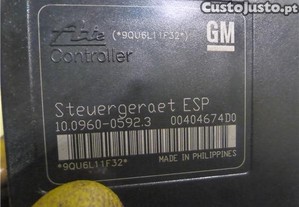 CustoJusto.pt
Ate
(*9QU6L11F32*)
GM
Controller
Steuergeraet ESP
10.0960-0592.3 00404674D0
*9QU6L11F32*
MADE IN PHILIPPINES